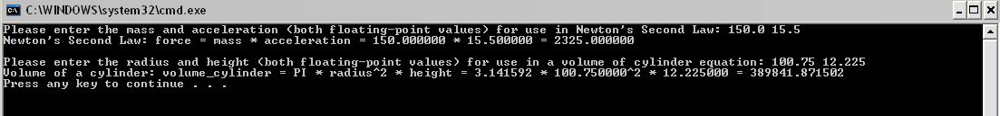 C:\WINDOWS\system32\cmd.exe
Please enter the mass and acceleration (both floating-point values) for use in Newton's Second Law: 150.0 15.5
Newton's Second Law: force = mass * acceleration = 150.000000 * 15.500000 = 2325.000000
Please enter the radius and height (both floating-point values) for use in a volume of cylinder equation: 100.75 12.225
Volume of a cylinder: volume_cylinder = PI * radius^2 * height = 3.141592 * 100.750000^2 * 12.225000 = 389841.871502
Press any key to continue . . .